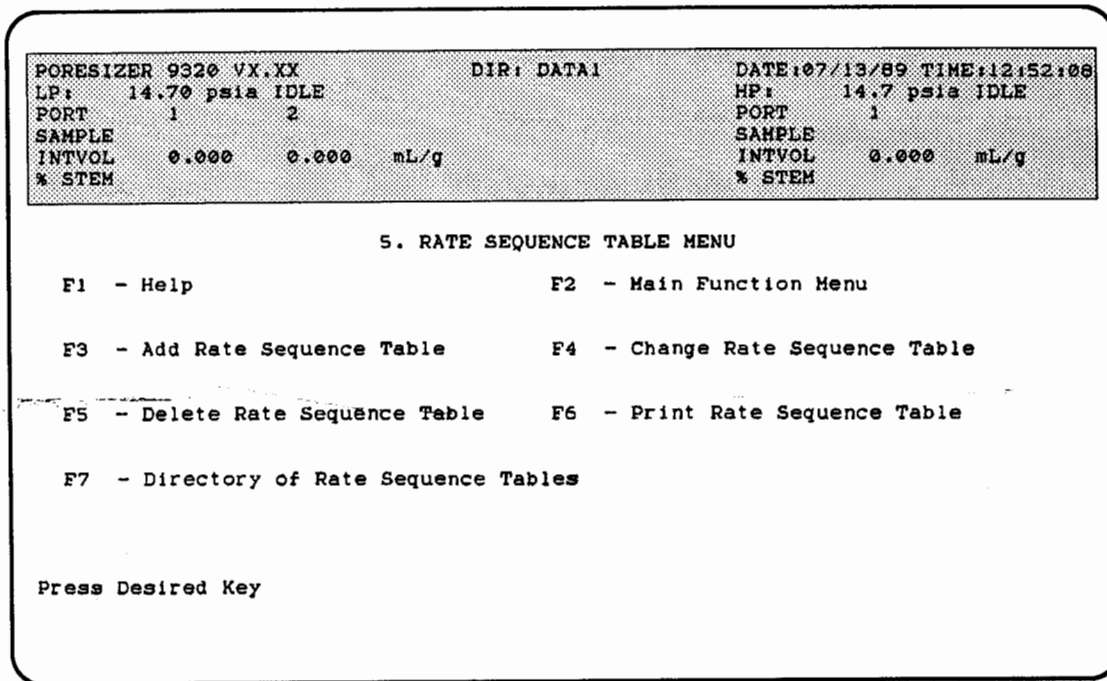 PORESIZER 9320 VX.XX DIR: DATA1 DATE:07/13/89 TIME:12:52:08
LP: 14.70 psia IDLE HP: 14.7 psia IDLE
PORT 1 2 PORT 1
SAMPLE SAMPLE
INTVOL 0.000 0.000 mL/g INTVOL 0.000 mL/g
% STEM % STEM
5. RATE SEQUENCE TABLE MENU
F1 - Help F2 - Main Function Menu
F3 - Add Rate Sequence Table F4 - Change Rate Sequence Table
F5 - Delete Rate Sequence Table F6 - Print Rate Sequence Table
F7 - Directory of Rate Sequence Tables
Press Desired Key